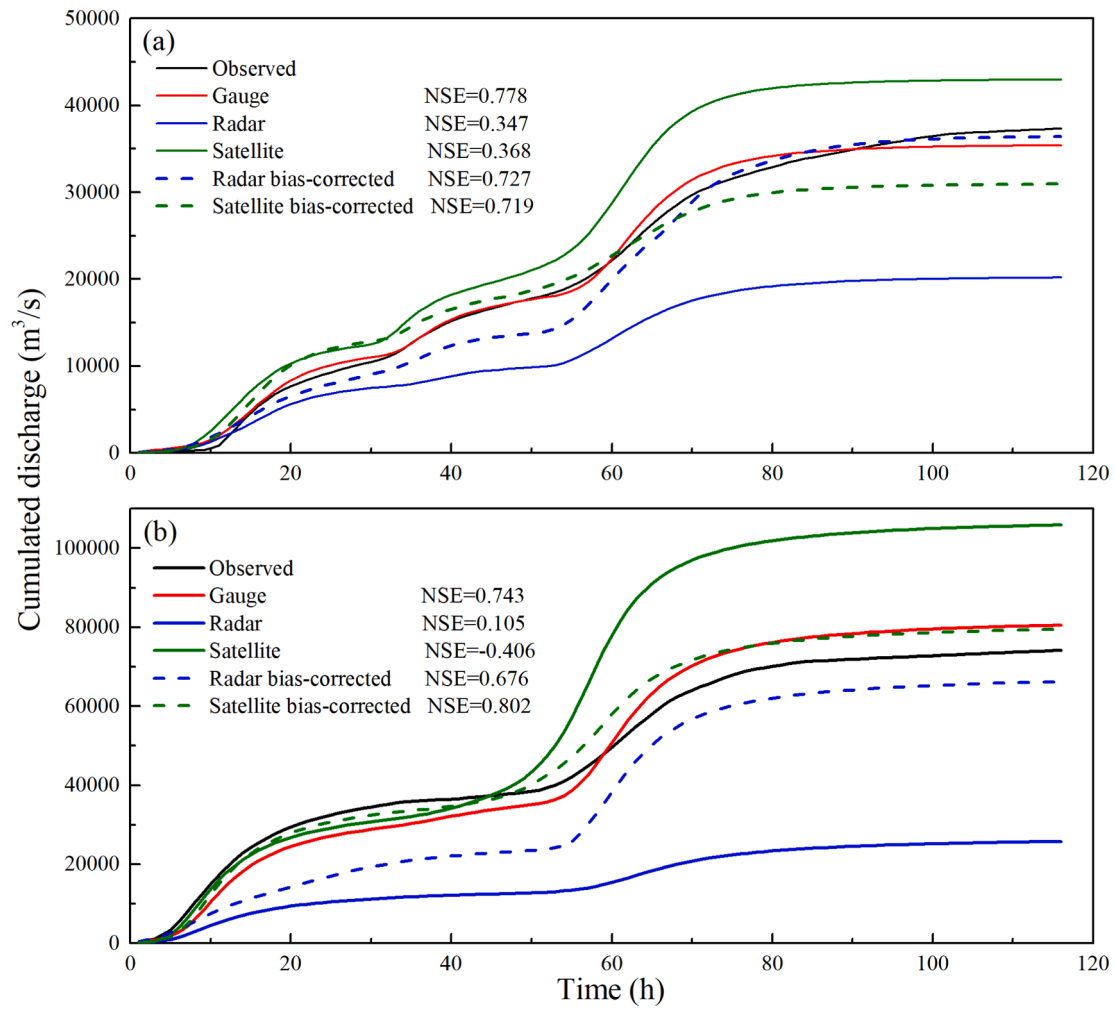 Cumulated discharge (m³/s)
50000
40000
30000
20000
10000
0
(a)
Observed
Gauge NSE=0.778
Radar NSE=0.347
Satellite NSE=0.368
Radar bias-corrected NSE=0.727
Satellite bias-corrected NSE=0.719
0 20 40 60 80 100 120
100000
80000
60000
40000
20000
0
(b)
Observed
Gauge NSE=0.743
Radar NSE=0.105
Satellite NSE=-0.406
Radar bias-corrected NSE=0.676
Satellite bias-corrected NSE=0.802
0 20 40 60 80 100 120
Time (h)